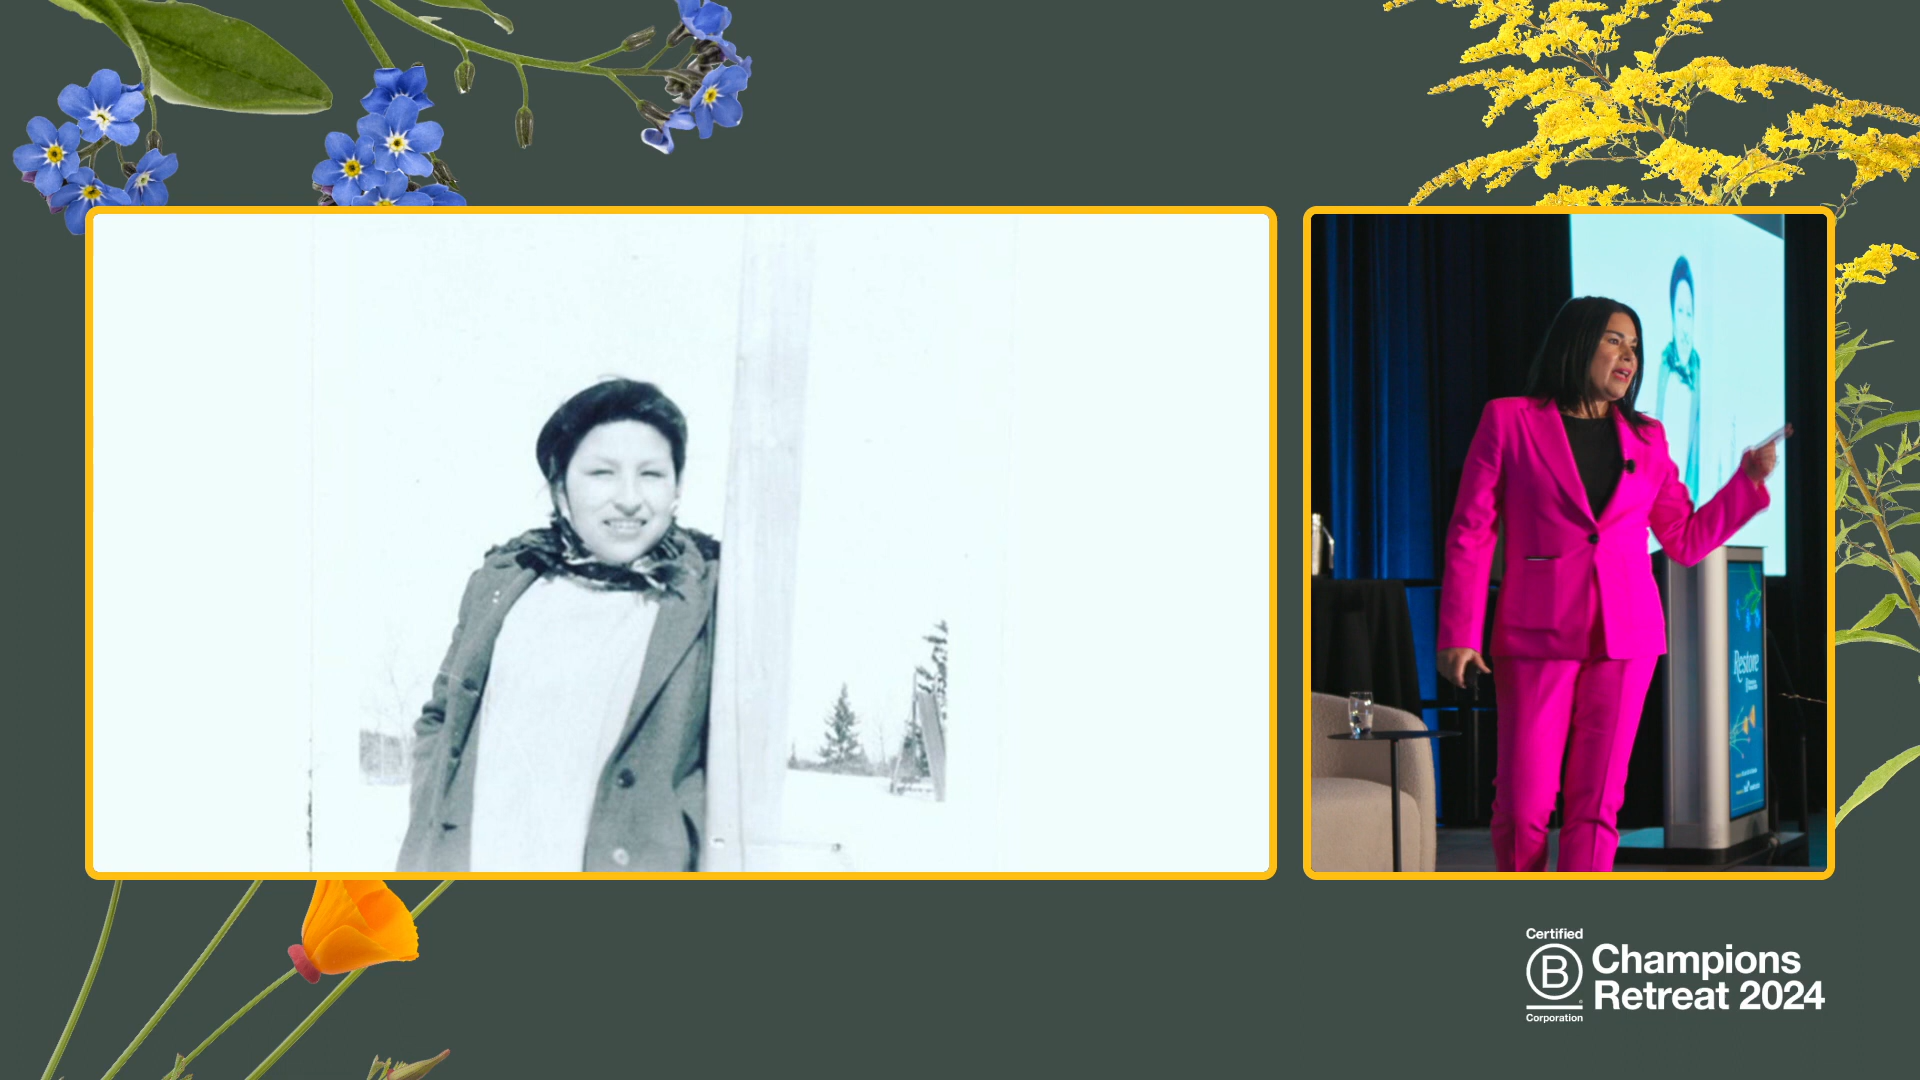 Restore
Certified
B
Corporation
Champions
Retreat 2024